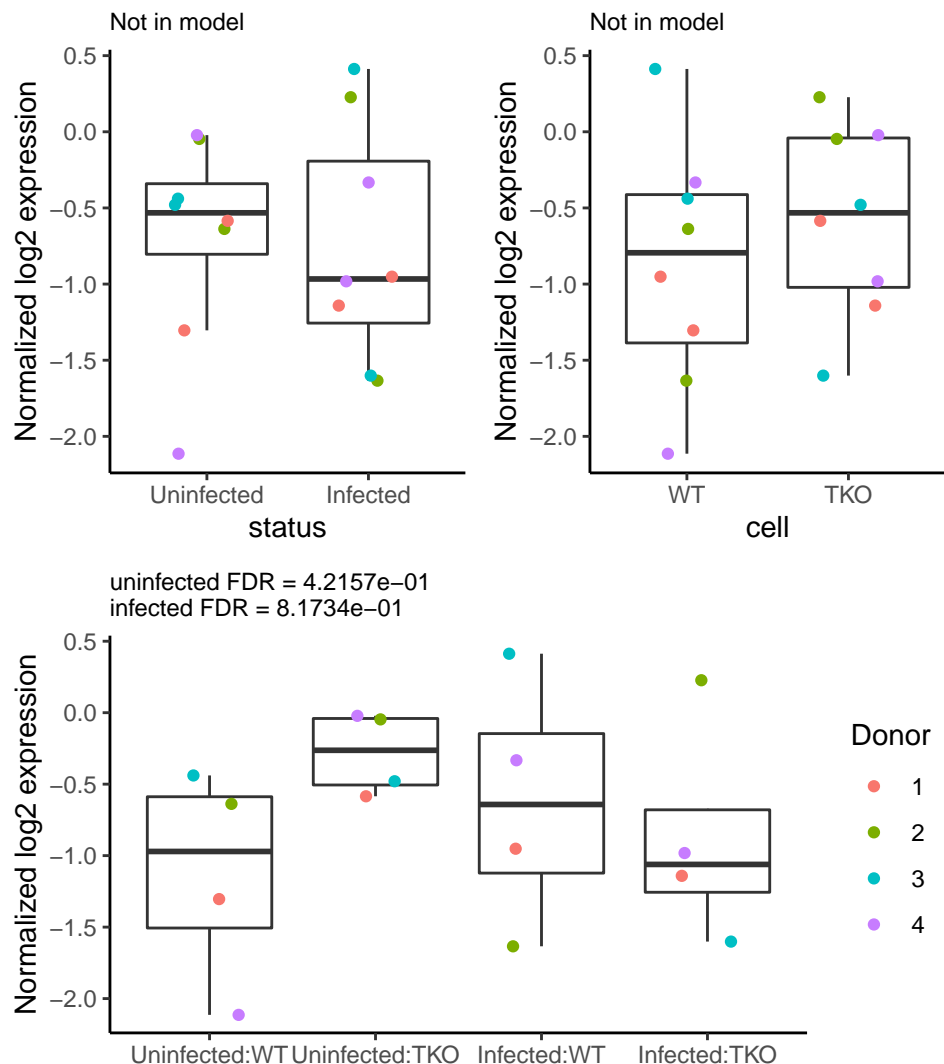 Not in model
Normalized log2 expression
0.5
0.0
−0.5
−1.0
−1.5
−2.0
Uninfected Infected
status
Not in model
Normalized log2 expression
0.5
0.0
−0.5
−1.0
−1.5
−2.0
WT TKO
cell
uninfected FDR = 4.2157e−01
infected FDR = 8.1734e−01
Normalized log2 expression
0.5
0.0
−0.5
−1.0
−1.5
−2.0
Uninfected:WT Uninfected:TKO Infected:WT Infected:TKO
Donor
1
2
3
4